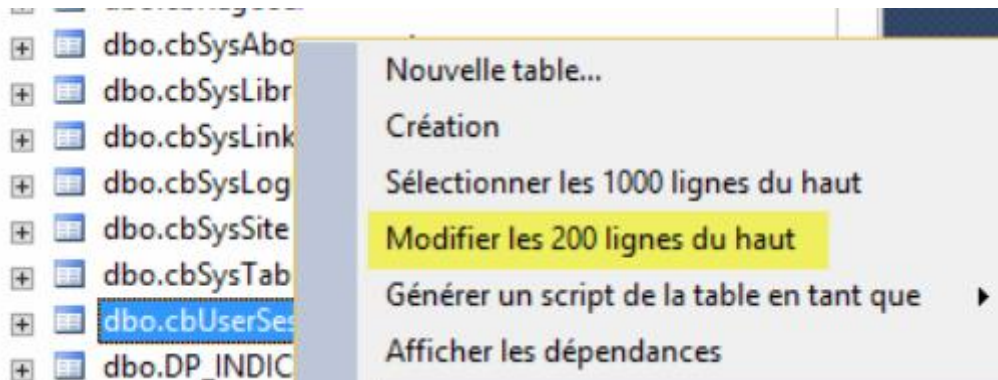 dbo.cbSysAbo
dbo.cbSysLibr
dbo.cbSysLink
dbo.cbSysLog
dbo.cbSysSite
dbo.cbSysTab
dbo.cbUserSes
dbo.DP_INDIC
Nouvelle table...
Création
Sélectionner les 1000 lignes du haut
Modifier les 200 lignes du haut
Générer un script de la table en tant que
Afficher les dépendances